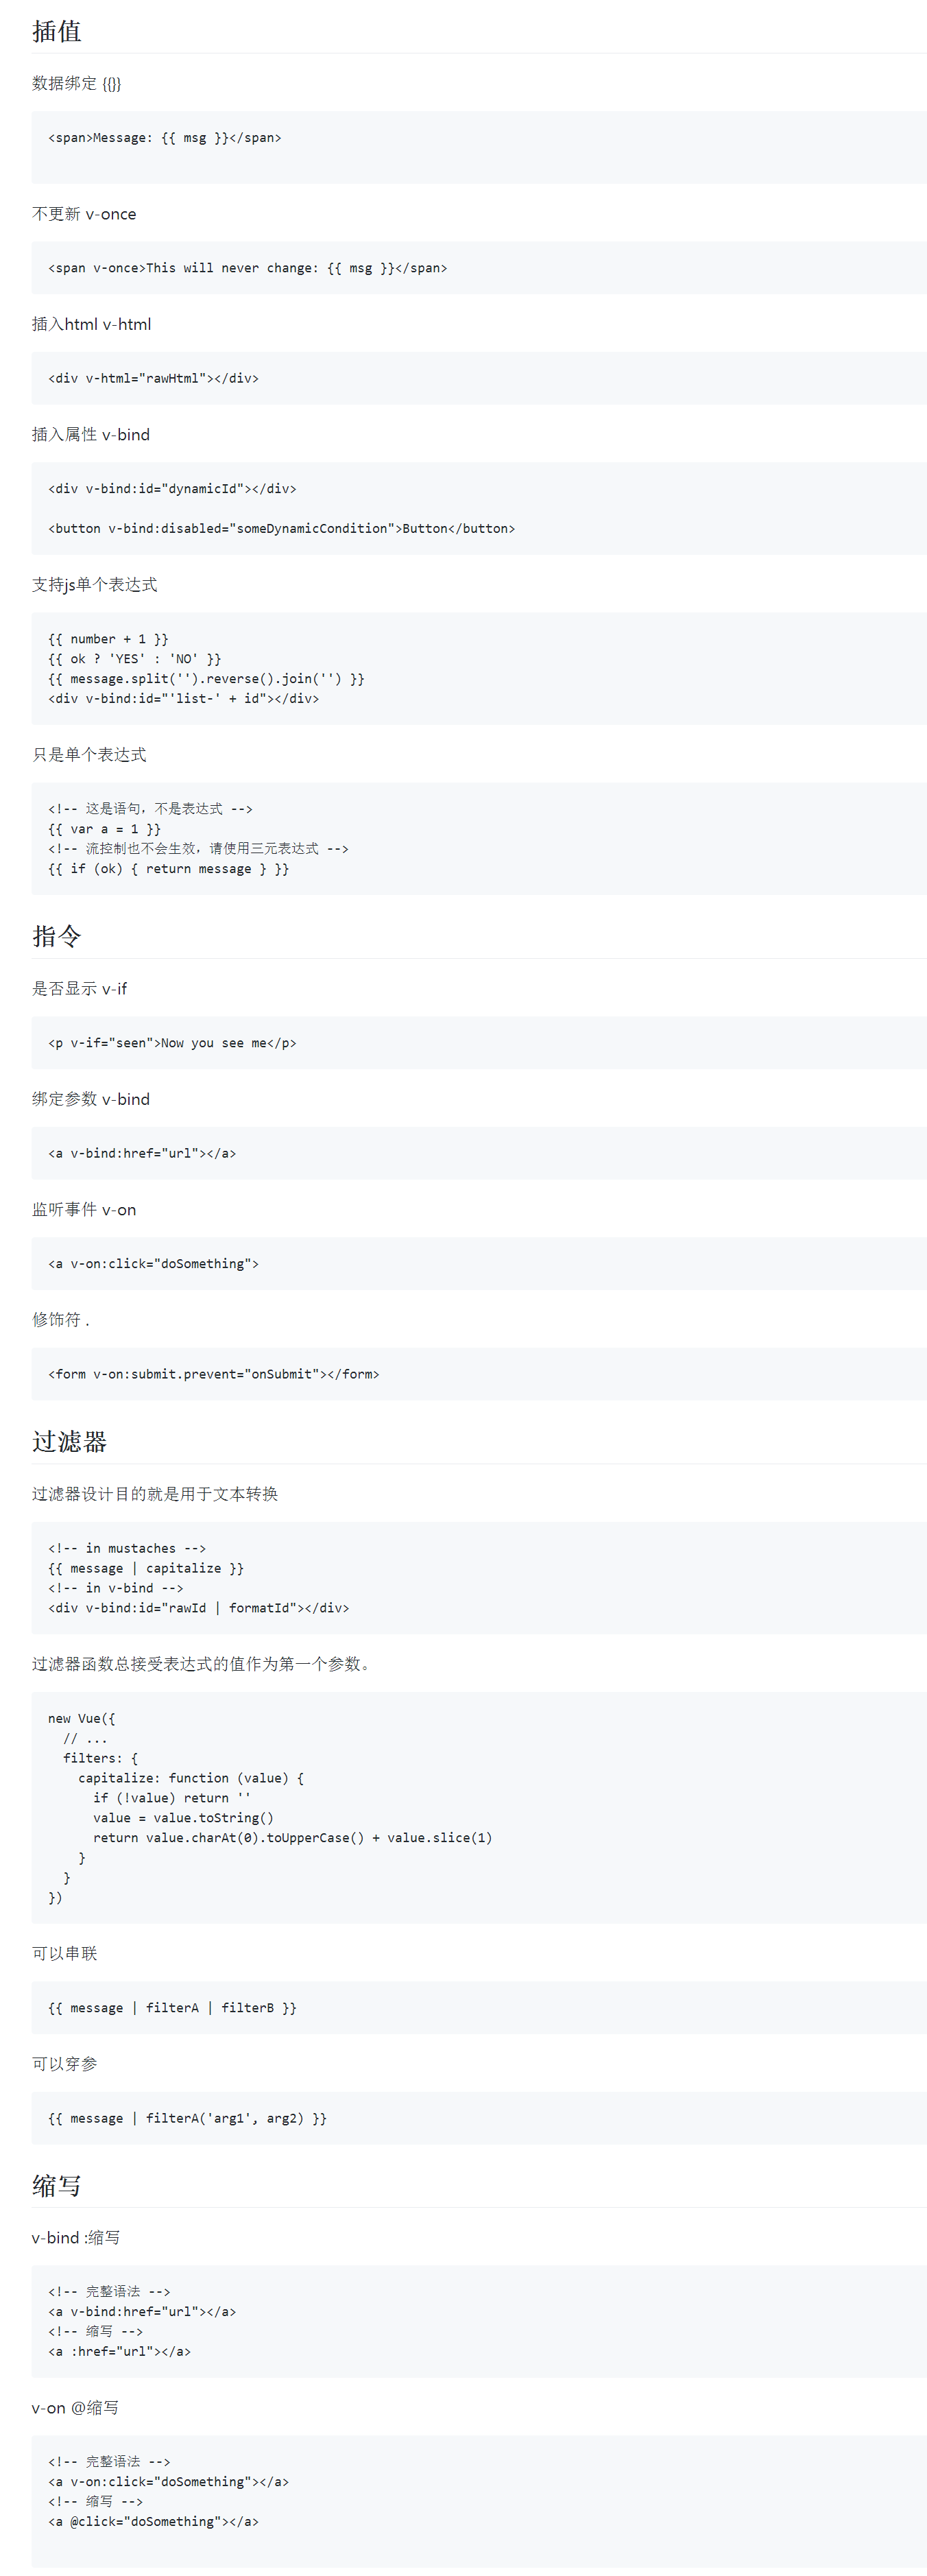 插值
数据绑定 {{}}
<span>Message: {{ msg }}</span>
不更新 v-once
<span v-once>This will never change: {{ msg }}</span>
插入html v-html
<div v-html="rawHtml"></div>
插入属性 v-bind
<div v-bind:id="dynamicId"></div>
<button v-bind:disabled="someDynamicCondition">Button</button>
支持js单个表达式
{{ number + 1 }}
{{ ok ? 'YES' : 'NO' }}
{{ message.split('').reverse().join('') }}
<div v-bind:id="'list-' + id"></div>
只是单个表达式
<!-- 这是语句，不是表达式 -->
{{ var a = 1 }}
<!-- 流控制也不会生效，请使用三元表达式 -->
{{ if (ok) { return message } }}
指令
是否显示 v-if
<p v-if="seen">Now you see me</p>
绑定参数 v-bind
<a v-bind:href="url"></a>
监听事件 v-on
<a v-on:click="doSomething">
修饰符 .
<form v-on:submit.prevent="onSubmit"></form>
过滤器
过滤器设计目的就是用于文本转换
<!-- in mustaches -->
{{ message | capitalize }}
<!-- in v-bind -->
<div v-bind:id="rawId | formatId"></div>
过滤器函数总接受表达式的值作为第一个参数。
new Vue({
  // ...
  filters: {
    capitalize: function (value) {
      if (!value) return ''
      value = value.toString()
      return value.charAt(0).toUpperCase() + value.slice(1)
    }
  }
})
可以串联
{{ message | filterA | filterB }}
可以穿参
{{ message | filterA('arg1', arg2) }}
缩写
v-bind :缩写
<!-- 完整语法 -->
<a v-bind:href="url"></a>
<!-- 缩写 -->
<a :href="url"></a>
v-on @缩写
<!-- 完整语法 -->
<a v-on:click="doSomething"></a>
<!-- 缩写 -->
<a @click="doSomething"></a>